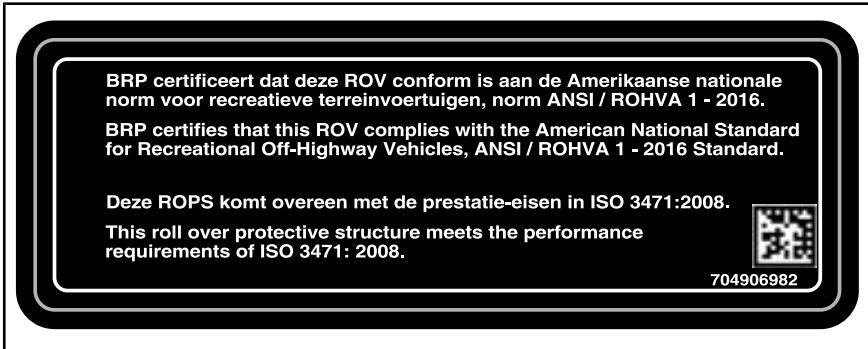 BRP certificeert dat deze ROV conform is aan de Amerikaanse nationale
norm voor recreatieve terreinvoertuigen, norm ANSI / ROHVA 1 - 2016.
BRP certifies that this ROV complies with the American National Standard
for Recreational Off-Highway Vehicles, ANSI / ROHVA 1 - 2016 Standard.
Deze ROPS komt overeen met de prestatie-eisen in ISO 3471:2008.
This roll over protective structure meets the performance
requirements of ISO 3471: 2008.
704906982